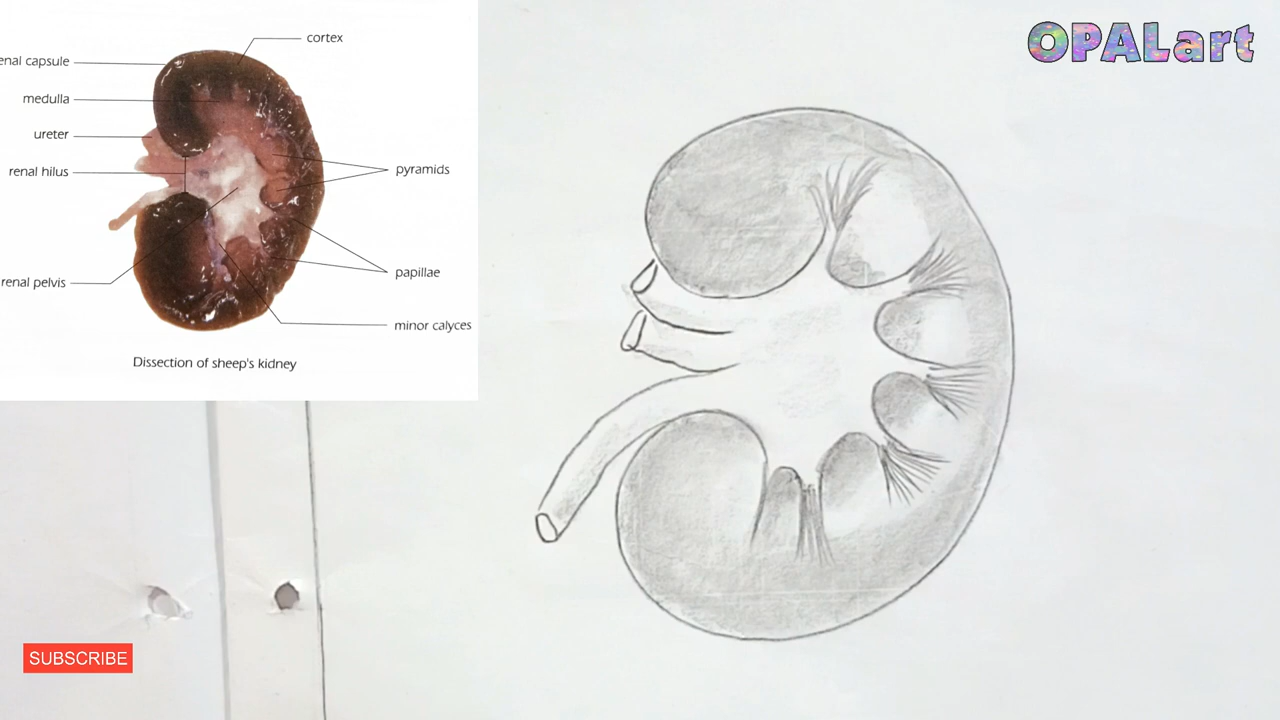 OPALart
cortex
enal capsule
medulla
ureter
renal hilus
pyramids
papillae
renal pelvis
minor calyces
Dissection of sheep's kidney
SUBSCRIBE